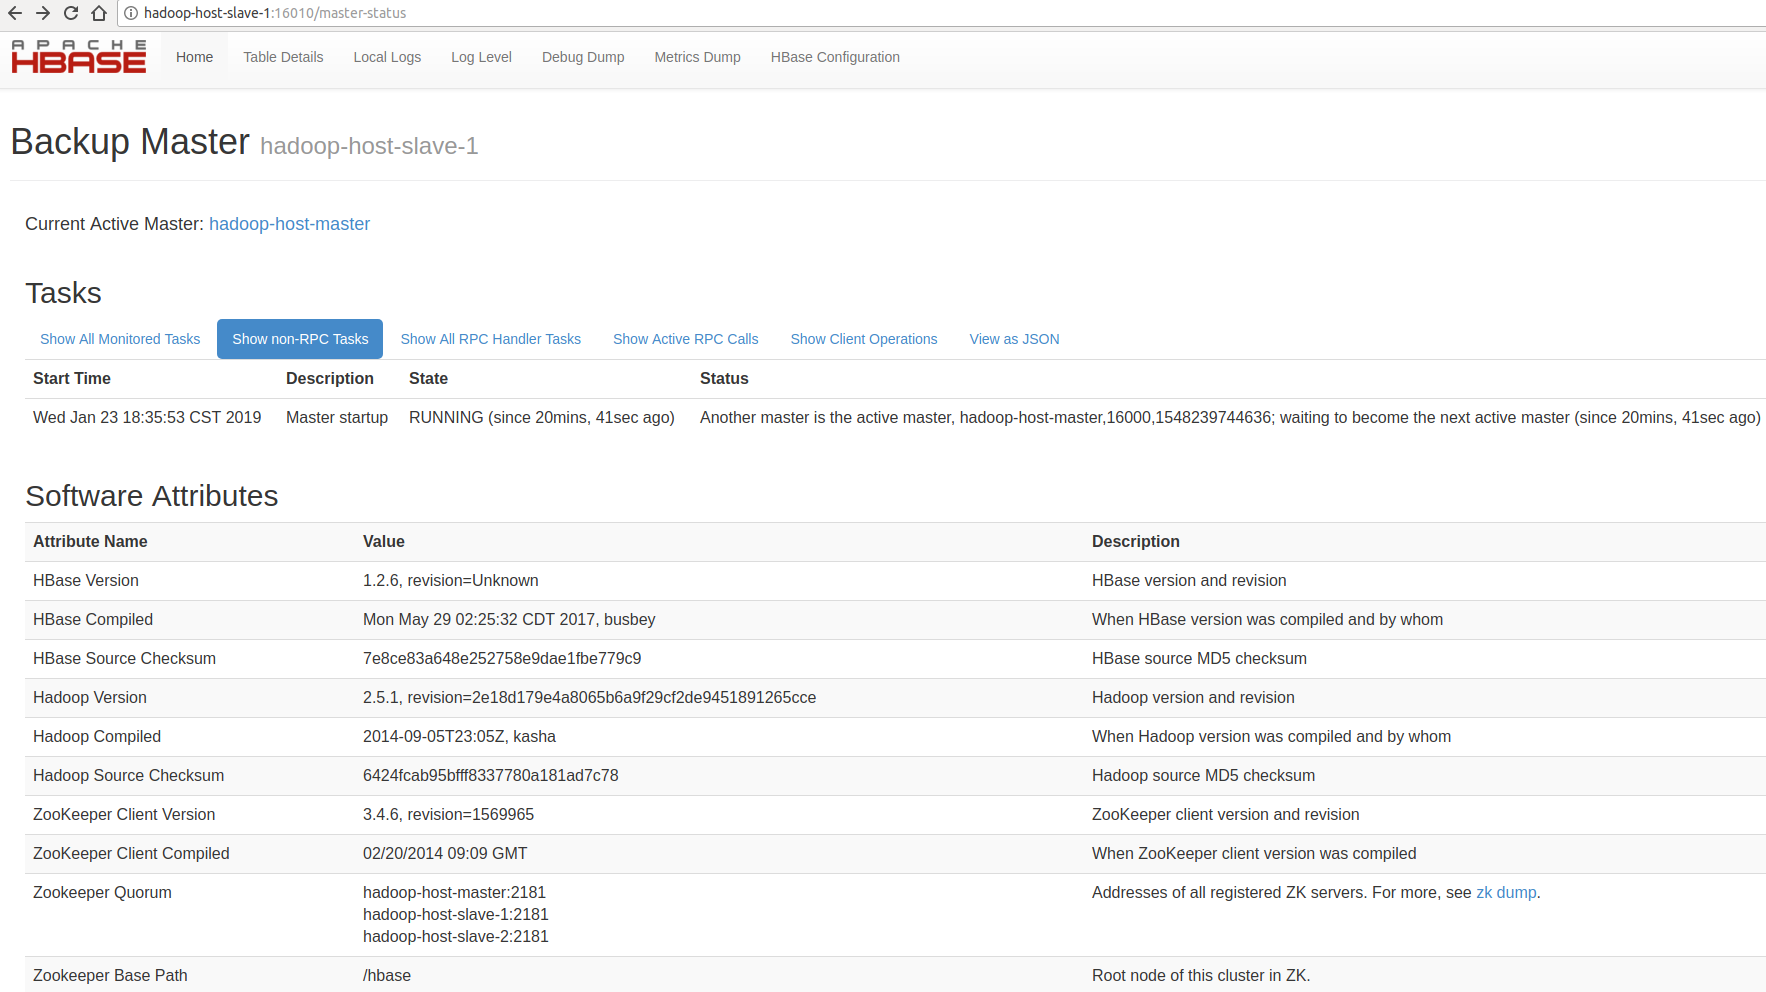 hadoop-host-slave-1:16010/master-status
APACHE
HBASE
Home Table Details Local Logs Log Level Debug Dump Metrics Dump HBase Configuration
Backup Master hadoop-host-slave-1
Current Active Master: hadoop-host-master
Tasks
Show All Monitored Tasks Show non-RPC Tasks Show All RPC Handler Tasks Show Active RPC Calls Show Client Operations View as JSON
Start Time Description State Status
Wed Jan 23 18:35:53 CST 2019 Master startup RUNNING (since 20mins, 41sec ago) Another master is the active master, hadoop-host-master,16000,1548239744636; waiting to become the next active master (since 20mins, 41sec ago)
Software Attributes
Attribute Name Value Description
HBase Version 1.2.6, revision=Unknown HBase version and revision
HBase Compiled Mon May 29 02:25:32 CDT 2017, busbey When HBase version was compiled and by whom
HBase Source Checksum 7e8ce83a648e252758e9dae1fbe779c9 HBase source MD5 checksum
Hadoop Version 2.5.1, revision=2e18d179e4a8065b6a9f29cf2de9451891265cce Hadoop version and revision
Hadoop Compiled 2014-09-05T23:05Z, kasha When Hadoop version was compiled and by whom
Hadoop Source Checksum 6424fcab95bfff8337780a181ad7c78 Hadoop source MD5 checksum
ZooKeeper Client Version 3.4.6, revision=1569965 ZooKeeper client version and revision
ZooKeeper Client Compiled 02/20/2014 09:09 GMT When ZooKeeper client version was compiled
Zookeeper Quorum hadoop-host-master:2181 Addresses of all registered ZK servers. For more, see zk dump.
hadoop-host-slave-1:2181
hadoop-host-slave-2:2181
Zookeeper Base Path /hbase Root node of this cluster in ZK.